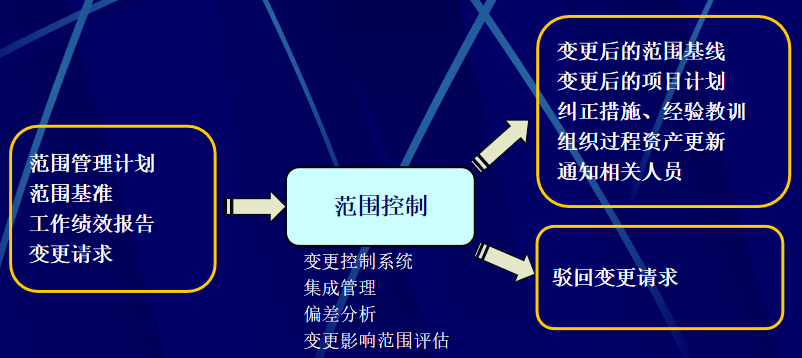 范围管理计划
范围基准
工作绩效报告
变更请求
范围控制
变更控制系统
集成管理
偏差分析
变更影响范围评估
变更后的范围基线
变更后的项目计划
纠正措施、经验教训
组织过程资产更新
通知相关人员
驳回变更请求